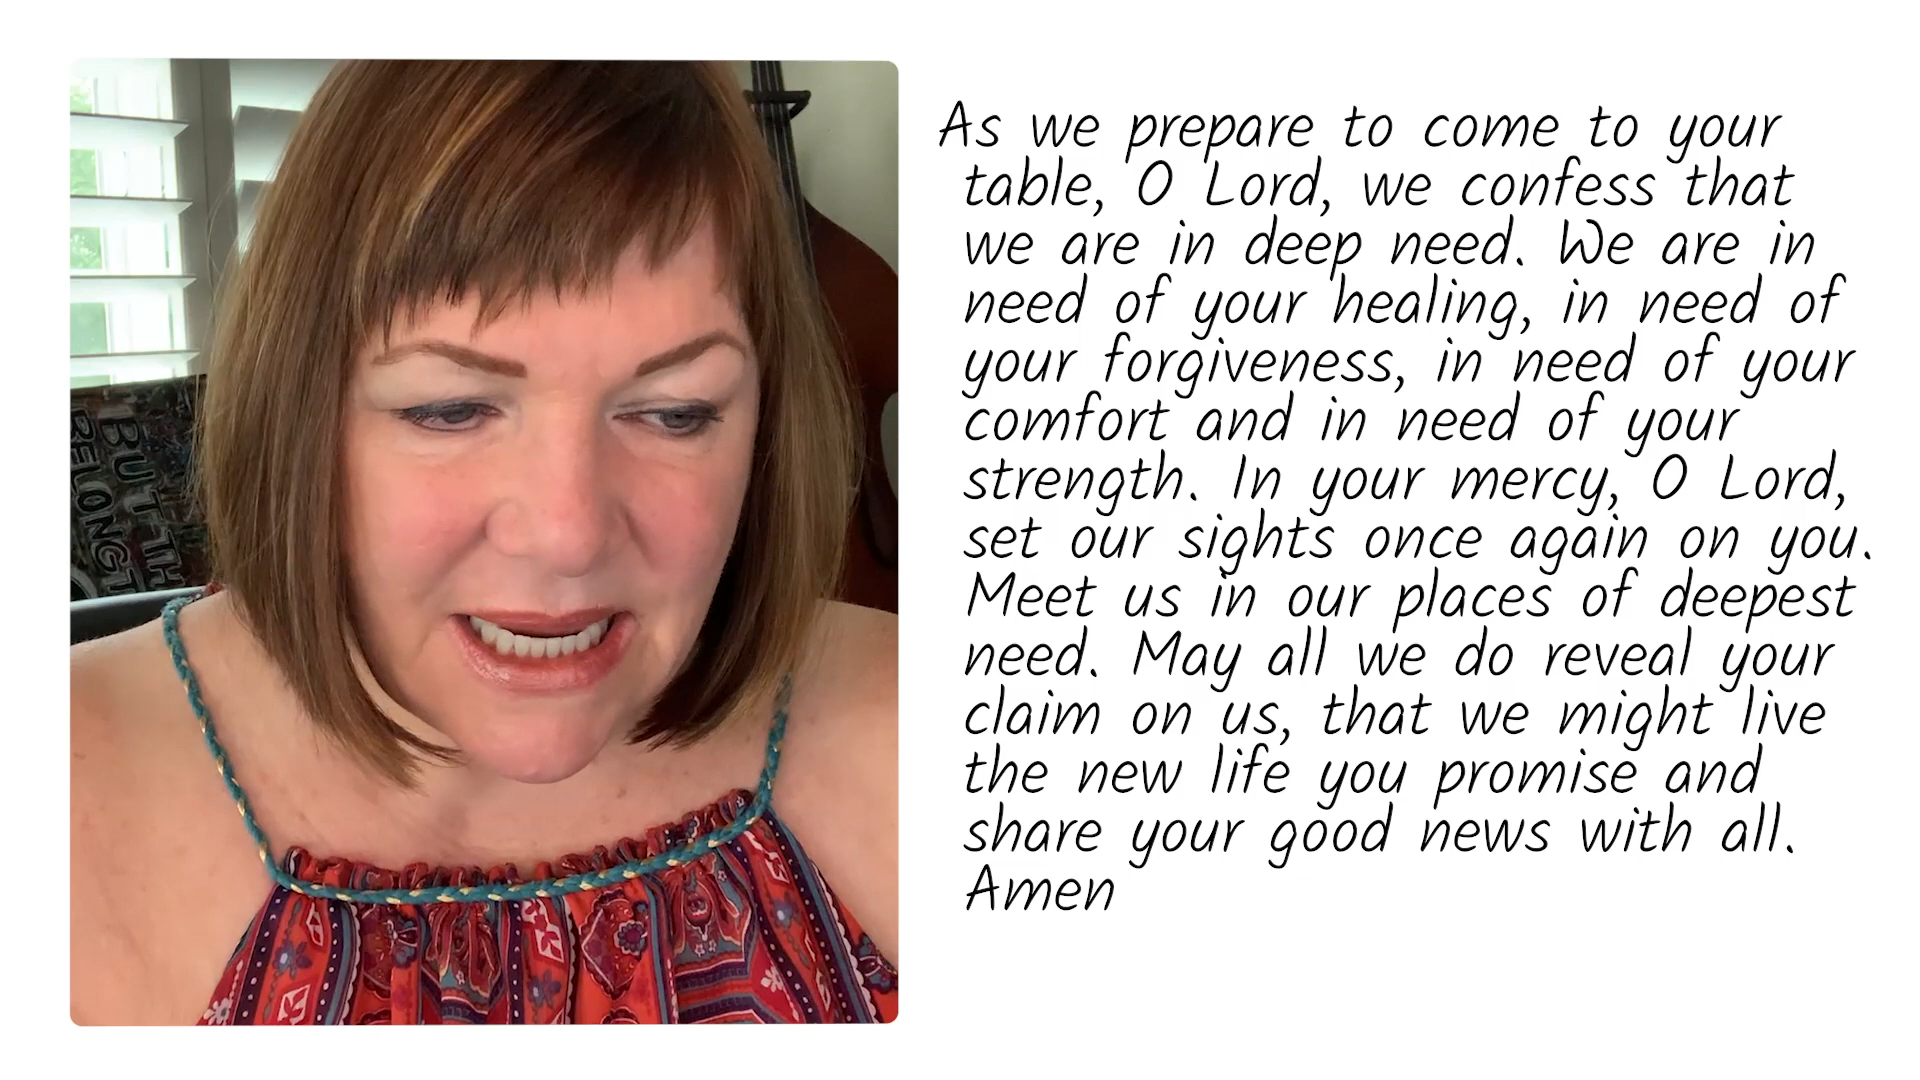 BUT TH
BELONGT
As we prepare to come to your
table, O Lord, we confess that
we are in deep need. We are in
need of your healing, in need of
your forgiveness, in need of your
comfort and in need of your
strength. In your mercy, O Lord,
set our sights once again on you.
Meet us in our places of deepest
need. May all we do reveal your
claim on us, that we might live
the new life you promise and
share your good news with all.
Amen